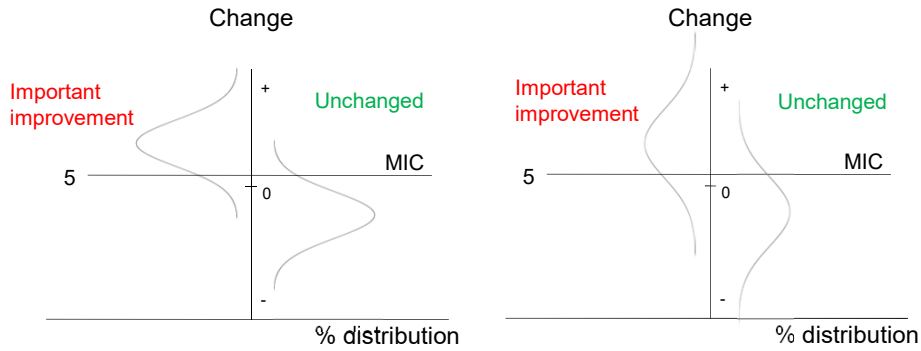 Change
+
Important
improvement
Unchanged
MIC
5
0
-
% distribution
Change
+
Important
improvement
Unchanged
MIC
5
0
-
% distribution